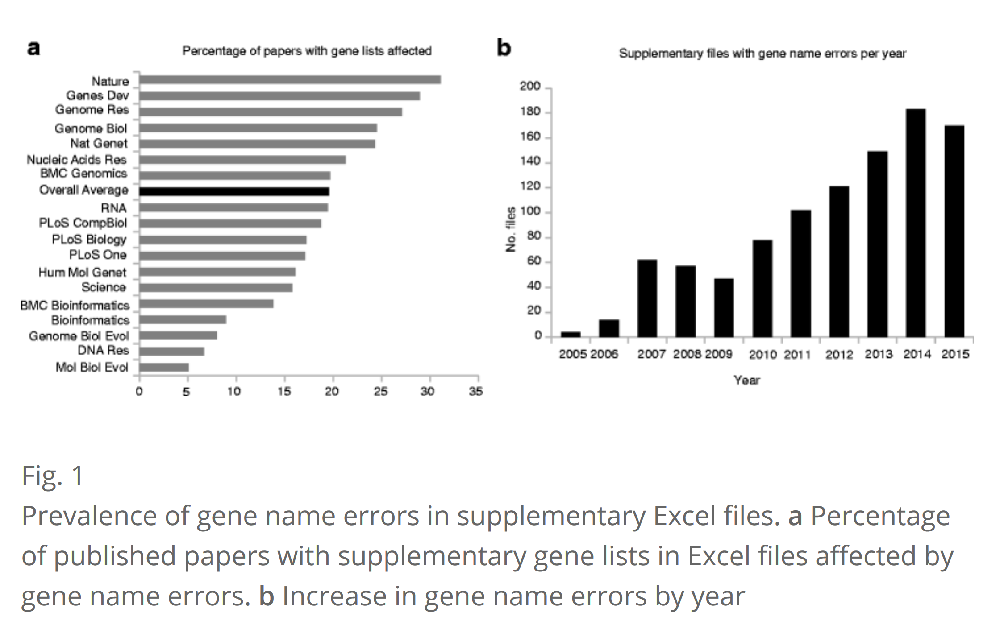 a
Percentage of papers with gene lists affected
Nature
Genes Dev
Genome Res
Genome Biol
Nat Genet
Nucleic Acids Res
BMC Genomics
Overall Average
RNA
PLoS CompBiol
PLoS Biology
PLoS One
Hum Mol Genet
Science
BMC Bioinformatics
Bioinformatics
Genome Biol Evol
DNA Res
Mol Biol Evol
0 5 10 15 20 25 30 35
b
Supplementary files with gene name errors per year
No. files
200
180
160
140
120
100
80
60
40
20
0
2005 2006 2007 2008 2009 2010 2011 2012 2013 2014 2015
Year
Fig. 1
Prevalence of gene name errors in supplementary Excel files. a Percentage
of published papers with supplementary gene lists in Excel files affected by
gene name errors. b Increase in gene name errors by year